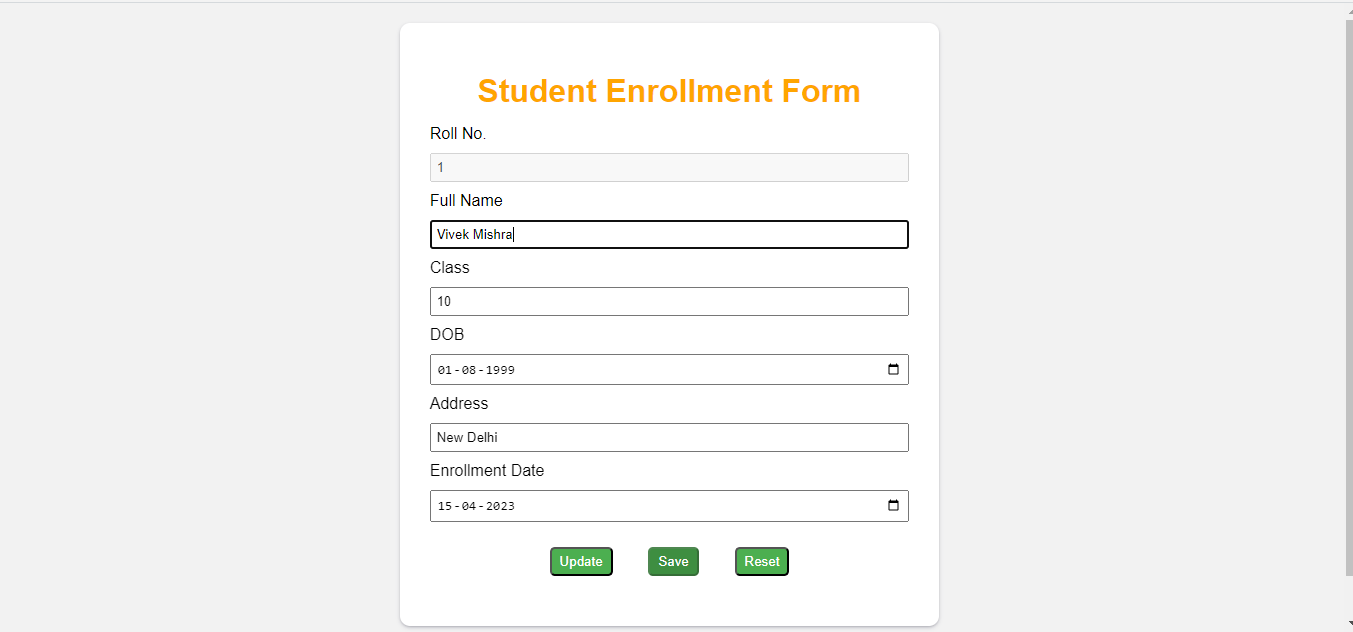 Student Enrollment Form
Roll No.
1
Full Name
Vivek Mishra
Class
10
DOB
01-08-1999
Address
New Delhi
Enrollment Date
15-04-2023
Update Save Reset